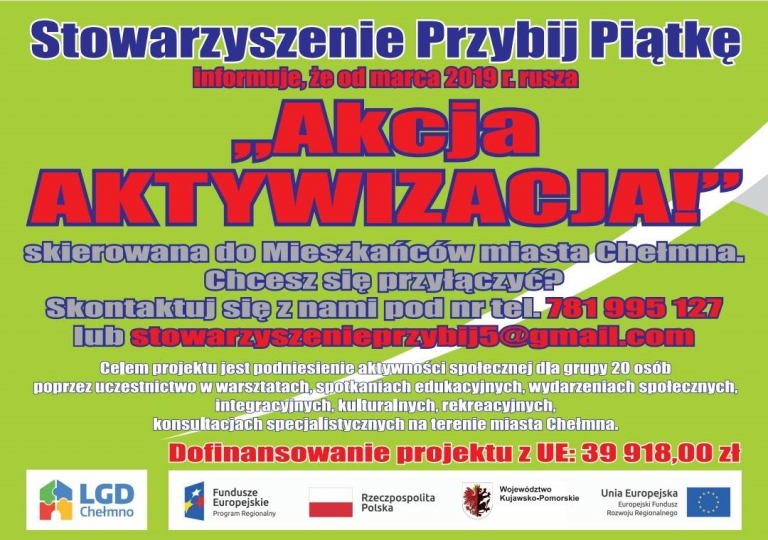 Stowarzyszenie Przybij Piątkę
informuje, że od marca 2019 r. rusza
„Akcja
AKTYWIZACJA!”
skierowana do Mieszkańców miasta Chełmna.
Chcesz się przyłączyć?
Skontaktuj się z nami pod nr tel. 781 995 127
lub stowarzyszenieprzybij5@gmail.com
Celem projektu jest podniesienie aktywności społecznej dla grupy 20 osób
poprzez uczestnictwo w warsztatach, spotkaniach edukacyjnych, wydarzeniach społecznych,
integracyjnych, kulturalnych, rekreacyjnych,
konsultacjach specjalistycznych na terenie miasta Chełmna.
Dofinansowanie projektu z UE: 39 918,00 zł
LGD
Chełmno
Fundusze
Europejskie
Program Regionalny
Rzeczpospolita
Polska
Województwo
Kujawsko-Pomorskie
Unia Europejska
Europejski Fundusz
Rozwoju Regionalnego